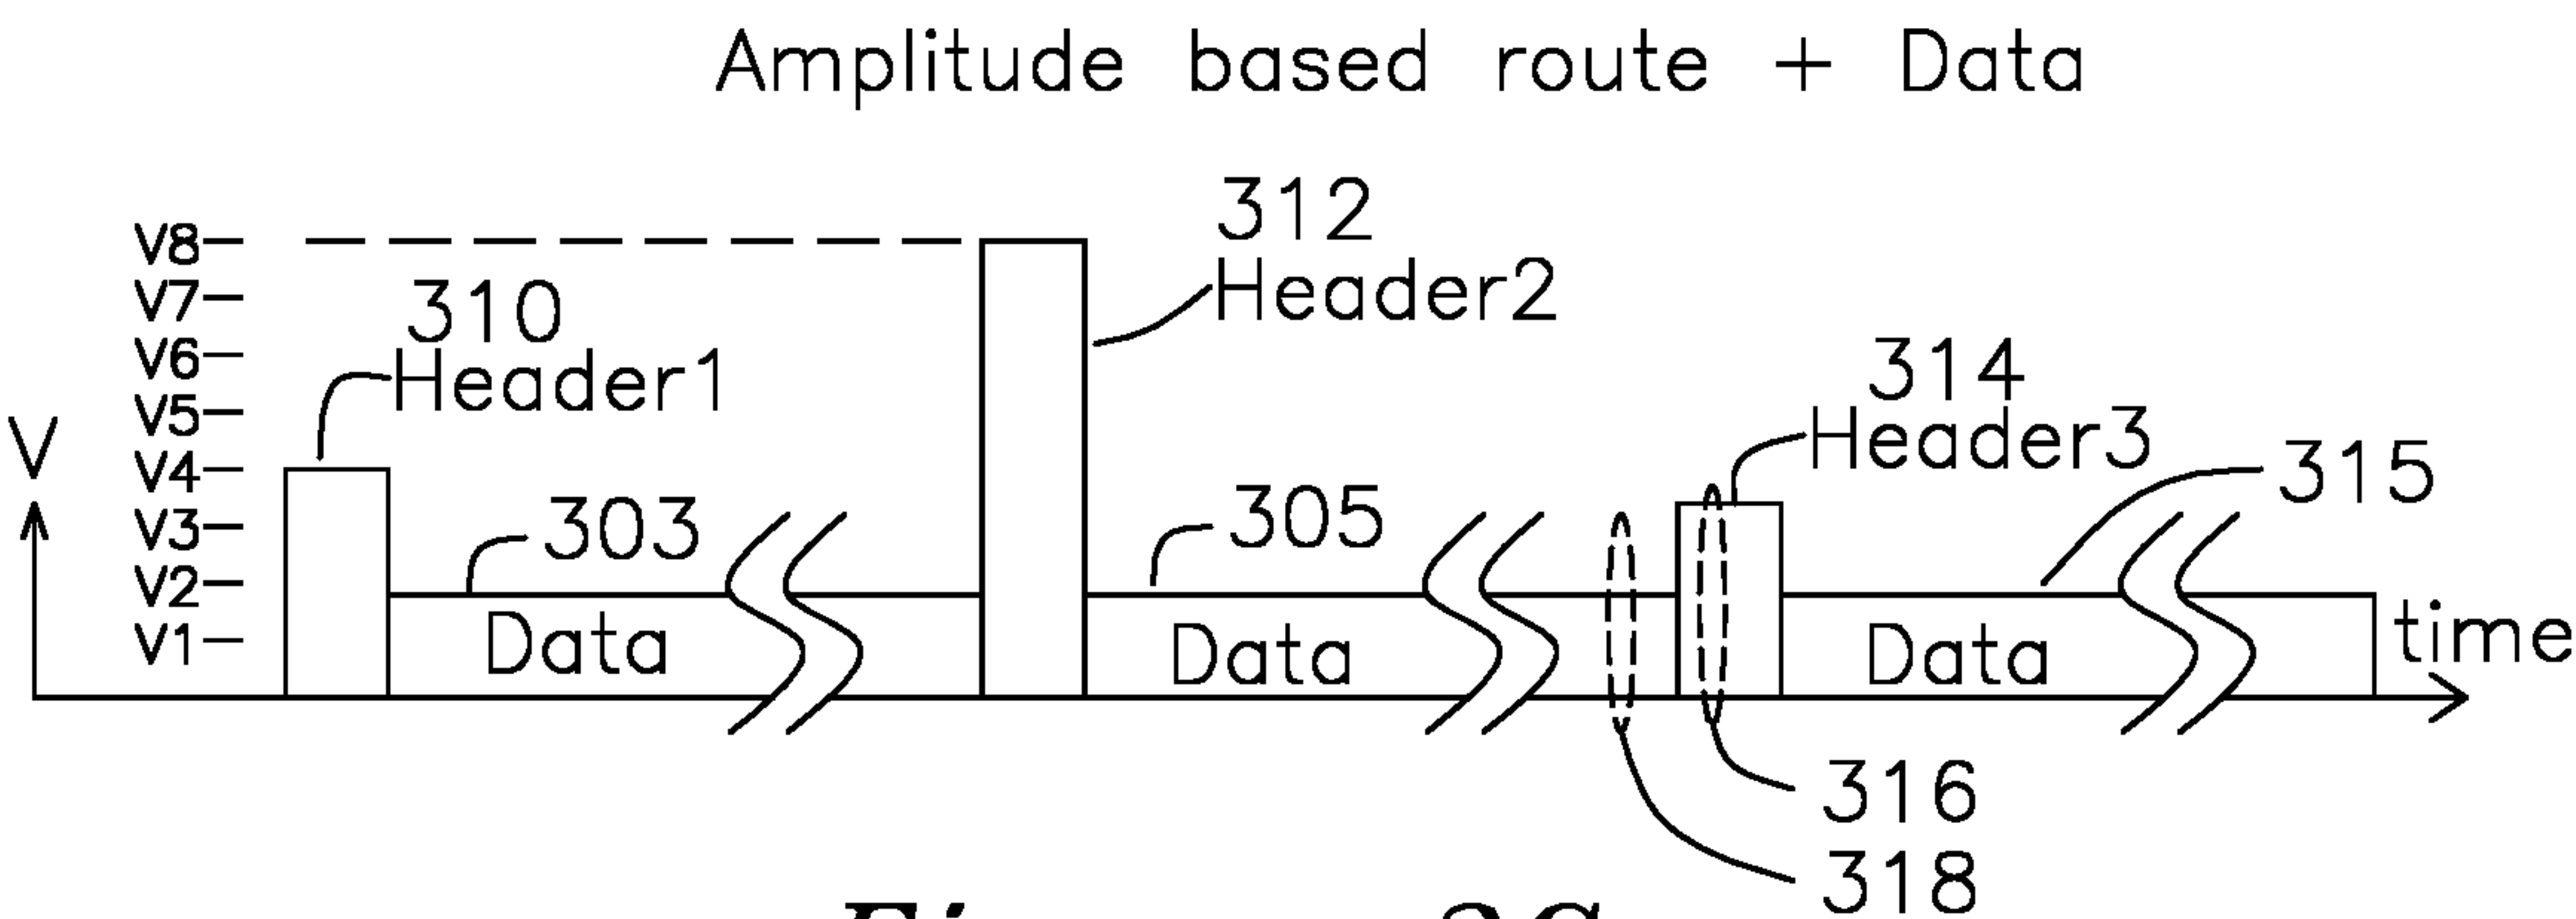 Amplitude based route + Data
312
Header2
V8
V7
V6
V5
V4
V3
V2
V1
V
310
Header1
314
Header3
303
305
315
Data
Data
Data
time
316
318